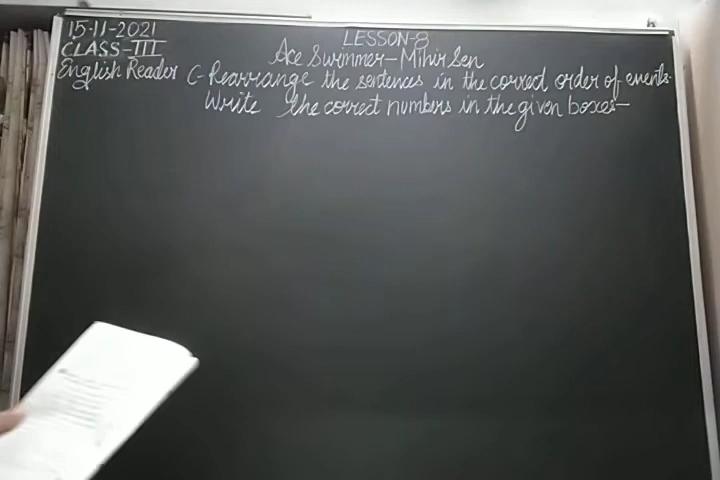 15-11-2021
LESSON-8
CLASS-III
Ace Swimmer-Mihir Sen
English Reader C-Rearrange the sentences in the correct order of events.
Write the correct numbers in the given boxes-